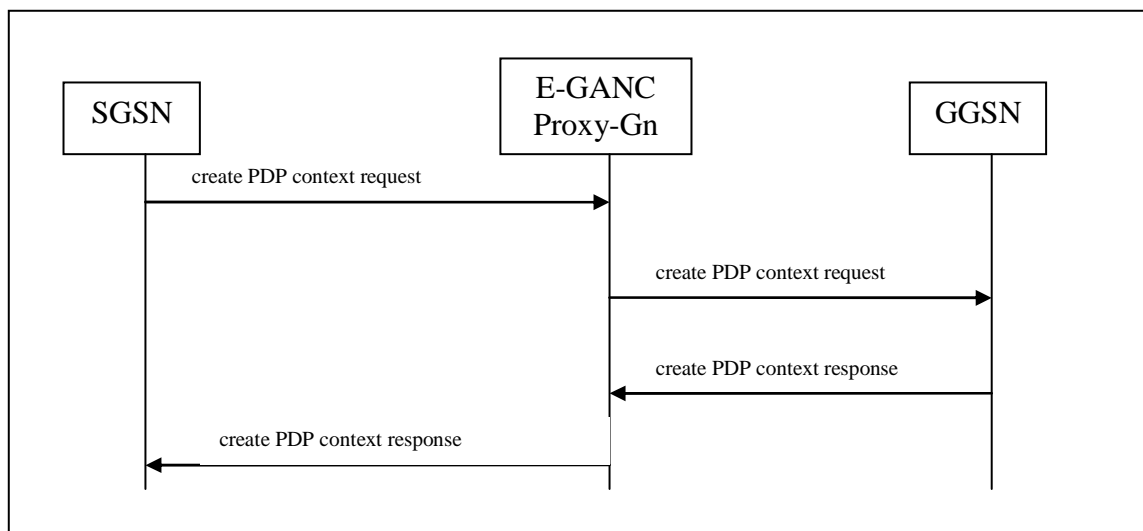 SGSN
E-GANC
Proxy-Gn
GGSN
create PDP context request
create PDP context request
create PDP context response
create PDP context response